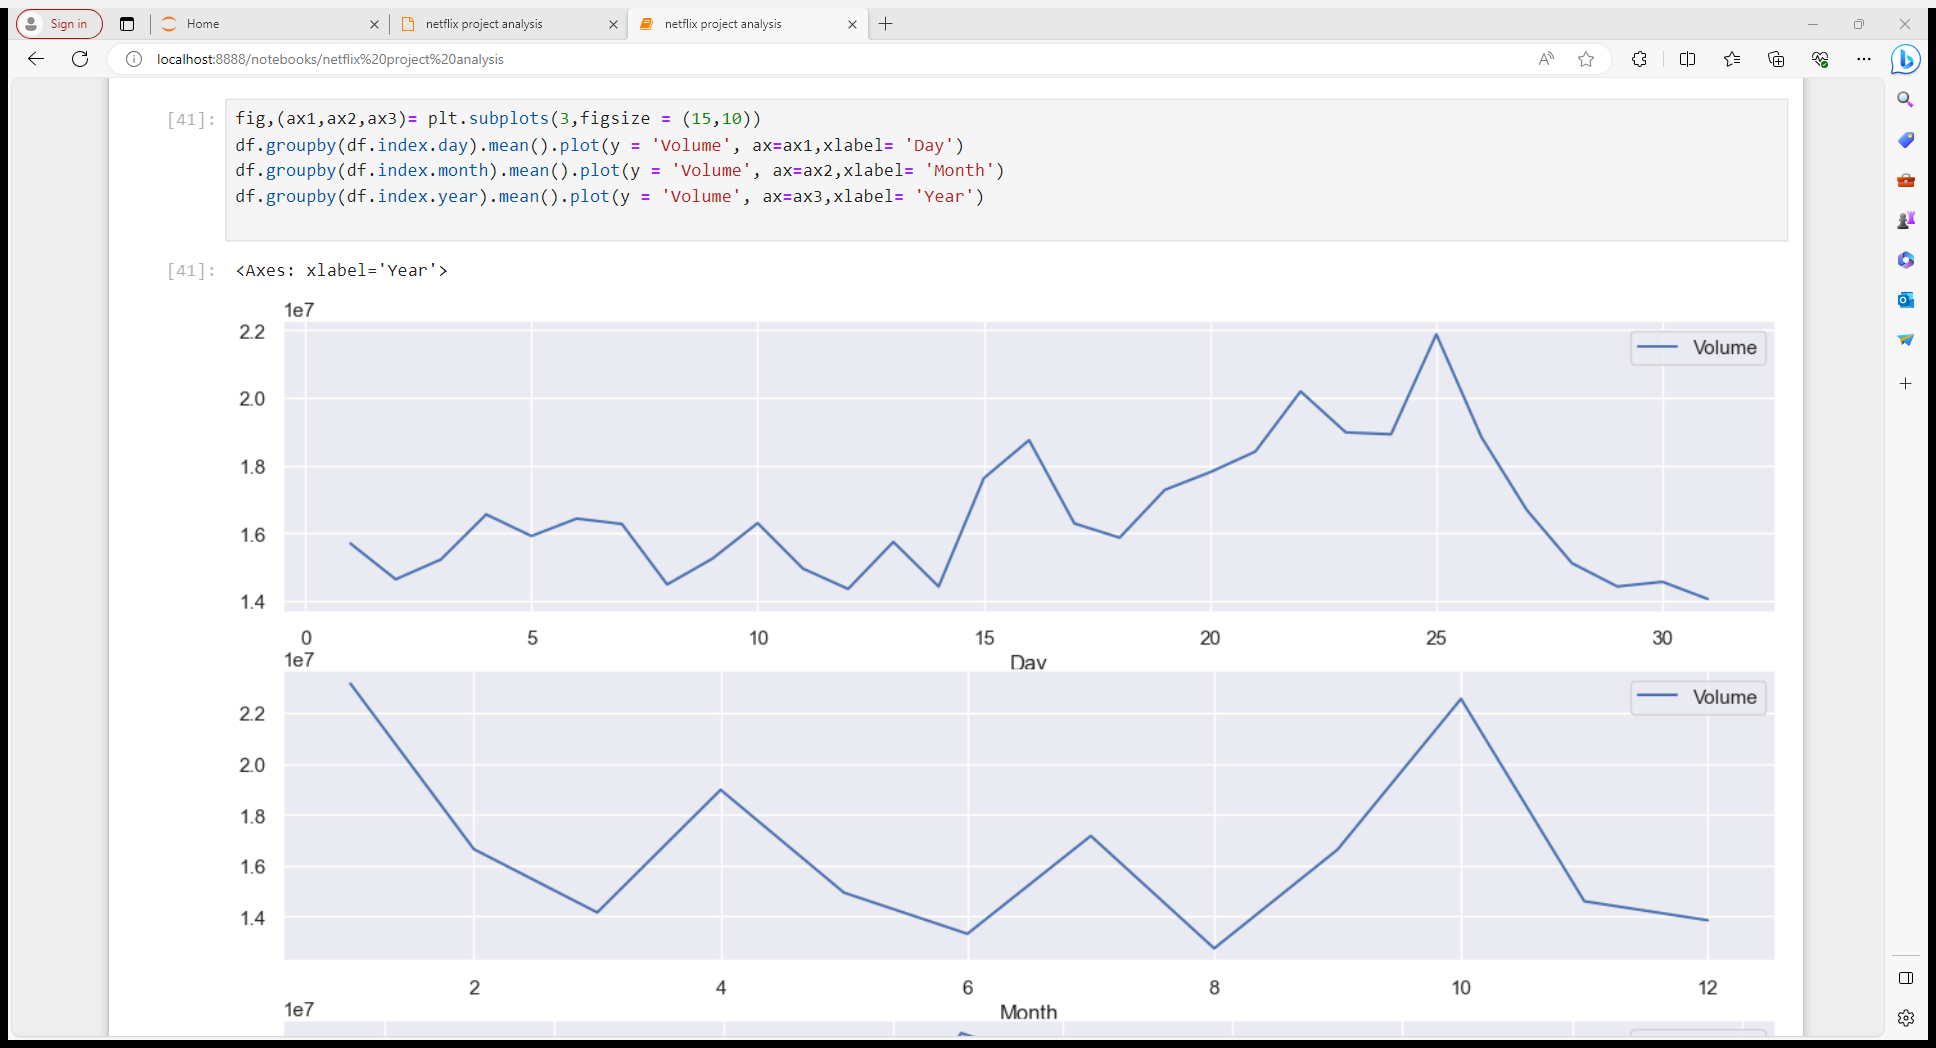 Sign in
Home
netflix project analysis
netflix project analysis
localhost:8888/notebooks/netflix%20project%20analysis
[41]: fig,(ax1,ax2,ax3)= plt.subplots(3,figsize = (15,10))
df.groupby(df.index.day).mean().plot(y = 'Volume', ax=ax1,xlabel= 'Day')
df.groupby(df.index.month).mean().plot(y = 'Volume', ax=ax2,xlabel= 'Month')
df.groupby(df.index.year).mean().plot(y = 'Volume', ax=ax3,xlabel= 'Year')
[41]: <Axes: xlabel='Year'>
1e7
2.2
Volume
2.0
1.8
1.6
1.4
0 5 10 15 20 25 30
Day
1e7
Volume
2.2
2.0
1.8
1.6
1.4
2 4 6 8 10 12
Month
1e7